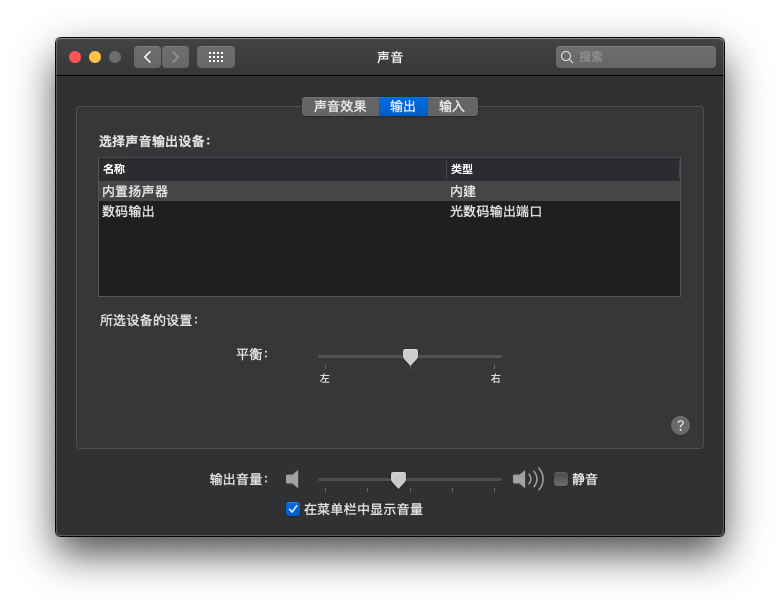 声音
搜索
声音效果 输出 输入
选择声音输出设备:
名称 类型
内置扬声器 内建
数码输出 光数码输出端口
所选设备的设置:
平衡:
左 右
?
输出音量: 静音
在菜单栏中显示音量